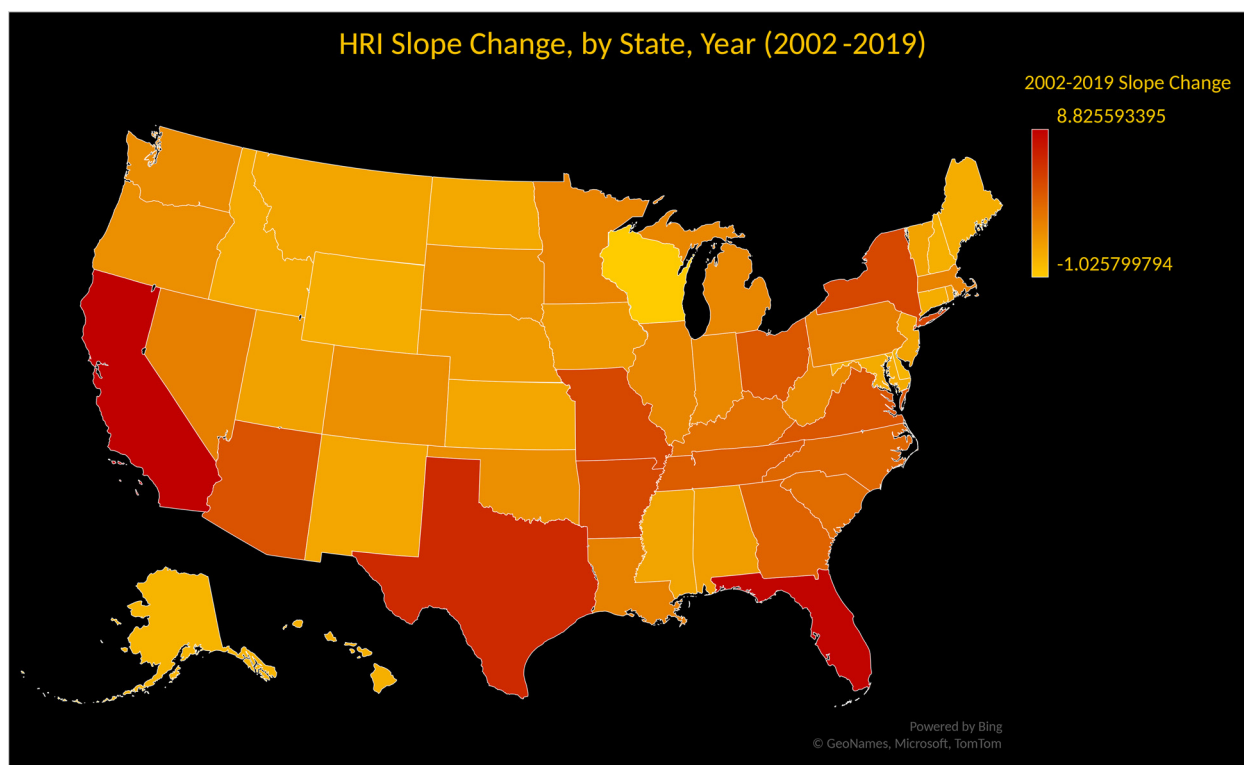 HRI Slope Change, by State, Year (2002 -2019)
2002-2019 Slope Change
8.825593395
-1.025799794
Powered by Bing
© GeoNames, Microsoft, TomTom